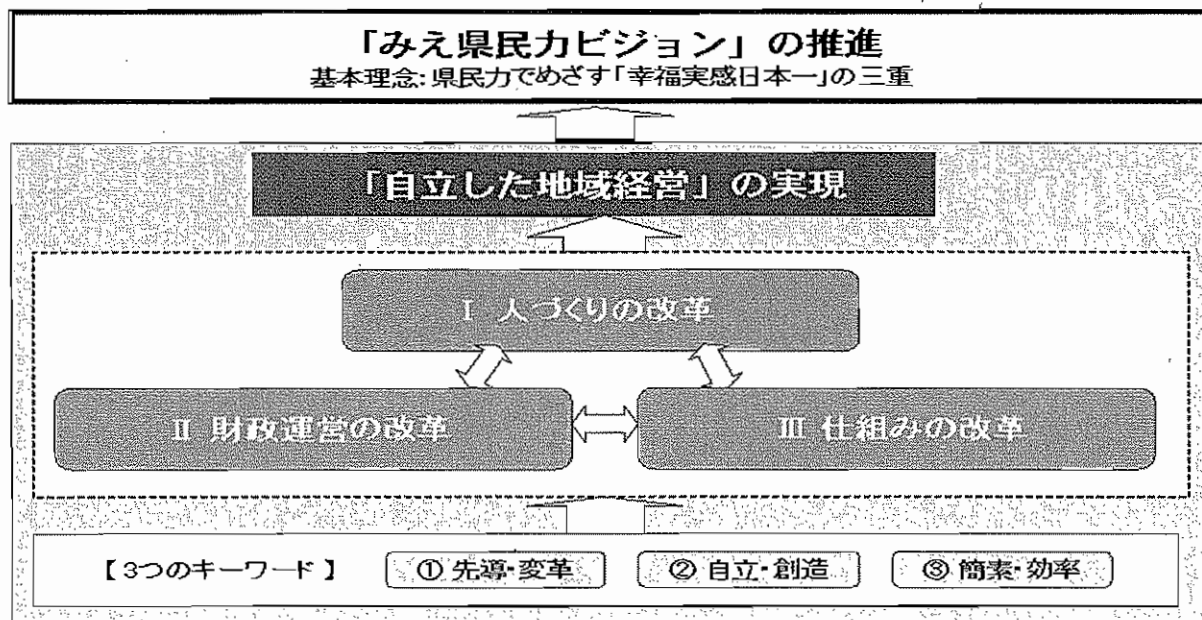 「みえ県民力ビジョン」の推進
基本理念：県民力でめざす「幸福実感日本一」の三重
「自立した地域経営」の実現
Ⅰ 人づくりの改革
Ⅱ 財政運営の改革
Ⅲ 仕組みの改革
【3つのキーワード】 ① 先導・変革 ② 自立・創造 ③ 簡素・効率